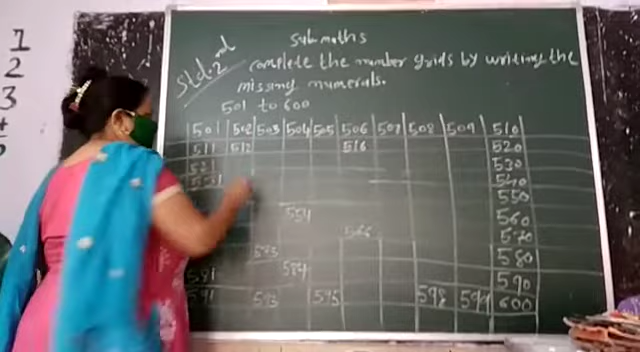 1
2
3
Std.2nd
Sub maths
complete the number grids by writing the
missing numerals.
501 to 600
501 502 503 504 505 506 507 508 509 510
511 512 516 520
521 530
531 540
550
554 560
566 570
580
584 590
591 593 595 598 599 600